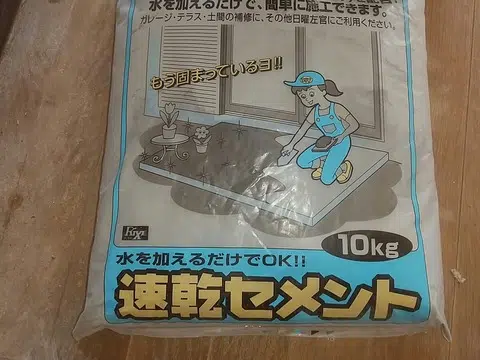 水を加えるだけで、簡単に施工できます。
ガレージ・テラス・土間の補修に、その他日曜左官にご利用ください。
もう固まっているヨ!!
10kg
水を加えるだけでOK!!
速乾セメント